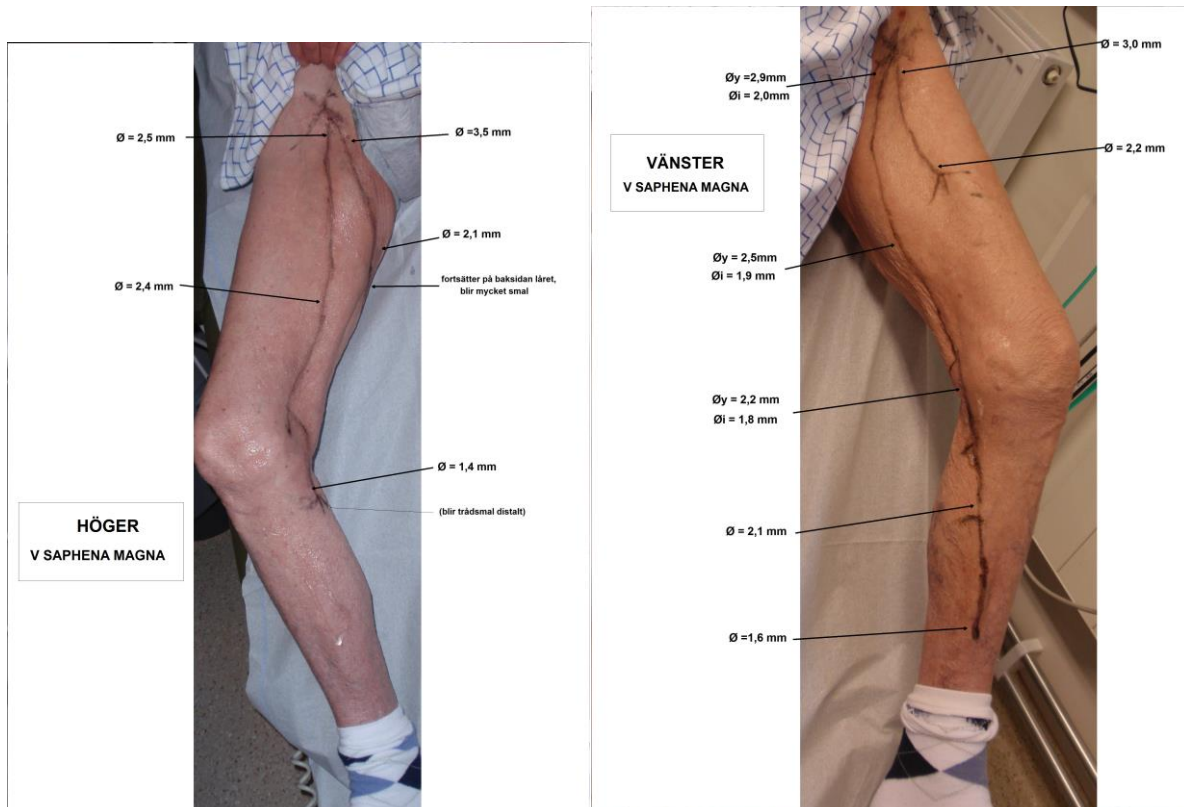 Ø = 2,5 mm
Ø =3,5 mm
Ø = 2,1 mm
Ø = 2,4 mm
fortsätter på baksidan låret,
blir mycket smal
Ø = 1,4 mm
(blir trådsmal distalt)
HÖGER
V SAPHENA MAGNA
Øy =2,9mm
Øi = 2,0mm
Ø = 3,0 mm
VÄNSTER
V SAPHENA MAGNA
Ø = 2,2 mm
Øy = 2,5mm
Øi = 1,9 mm
Øy = 2,2 mm
Øi = 1,8 mm
Ø = 2,1 mm
Ø =1,6 mm